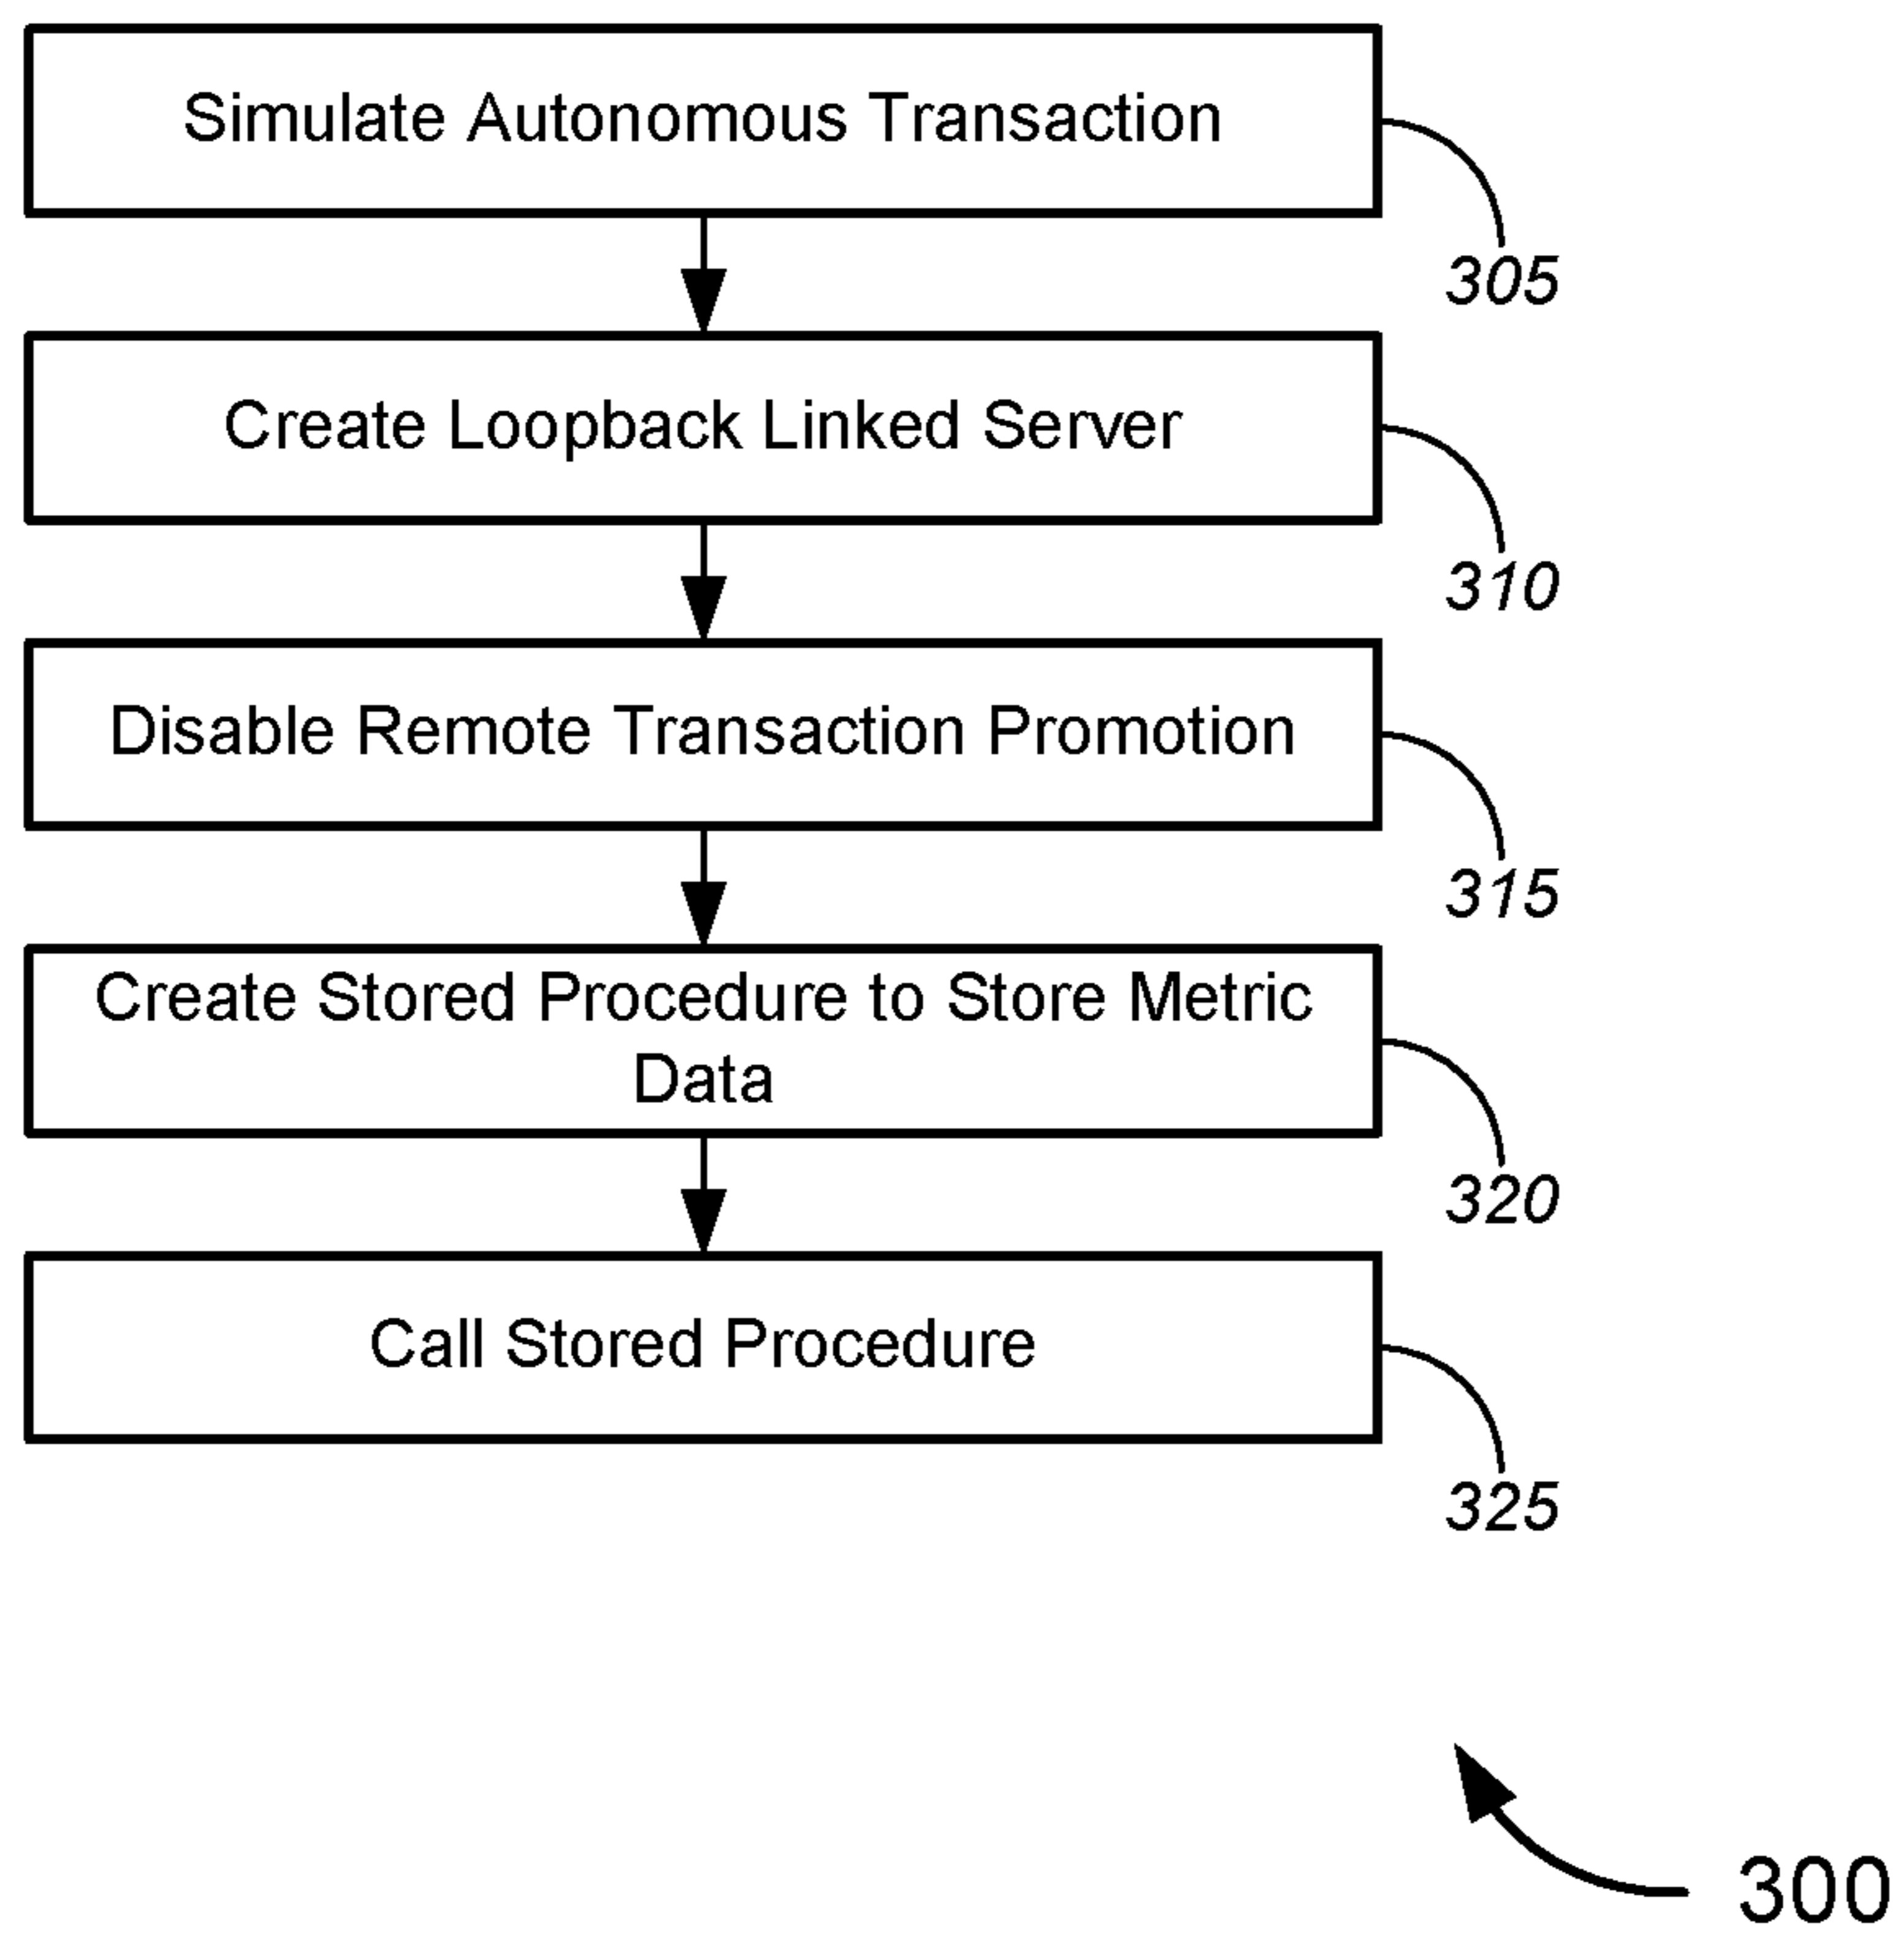 Simulate Autonomous Transaction
305
Create Loopback Linked Server
310
Disable Remote Transaction Promotion
315
Create Stored Procedure to Store Metric
Data
320
Call Stored Procedure
325
300